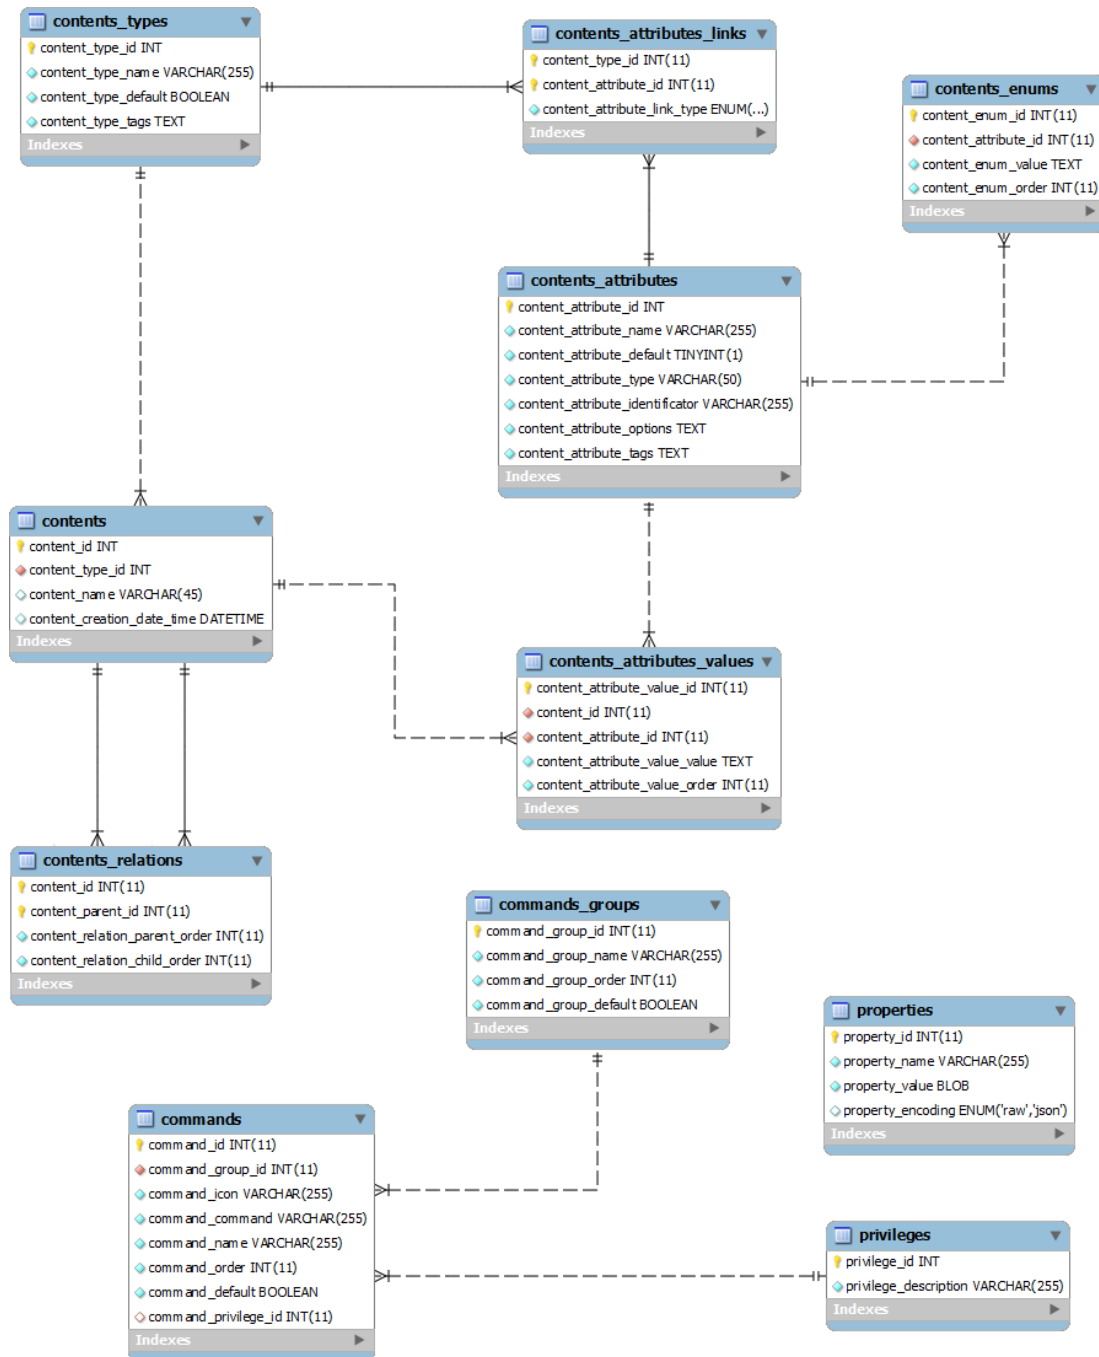 contents_types
content_type_id INT
content_type_name VARCHAR(255)
content_type_default BOOLEAN
content_type_tags TEXT
Indexes
contents_attributes_links
content_type_id INT(11)
content_attribute_id INT(11)
content_attribute_link_type ENUM(...)
Indexes
contents_enums
content_enum_id INT(11)
content_attribute_id INT(11)
content_enum_value TEXT
content_enum_order INT(11)
Indexes
contents_attributes
content_attribute_id INT
content_attribute_name VARCHAR(255)
content_attribute_default TINYINT(1)
content_attribute_type VARCHAR(50)
content_attribute_identificator VARCHAR(255)
content_attribute_options TEXT
content_attribute_tags TEXT
Indexes
contents
content_id INT
content_type_id INT
content_name VARCHAR(45)
content_creation_date_time DATETIME
Indexes
contents_attributes_values
content_attribute_value_id INT(11)
content_id INT(11)
content_attribute_id INT(11)
content_attribute_value_value TEXT
content_attribute_value_order INT(11)
Indexes
contents_relations
content_id INT(11)
content_parent_id INT(11)
content_relation_parent_order INT(11)
content_relation_child_order INT(11)
Indexes
commands_groups
command_group_id INT(11)
command_group_name VARCHAR(255)
command_group_order INT(11)
command_group_default BOOLEAN
Indexes
properties
property_id INT(11)
property_name VARCHAR(255)
property_value BLOB
property_encoding ENUM('raw','json')
Indexes
commands
command_id INT(11)
command_group_id INT(11)
command_icon VARCHAR(255)
command_command VARCHAR(255)
command_name VARCHAR(255)
command_order INT(11)
command_default BOOLEAN
command_privilege_id INT(11)
Indexes
privileges
privilege_id INT
privilege_description VARCHAR(255)
Indexes